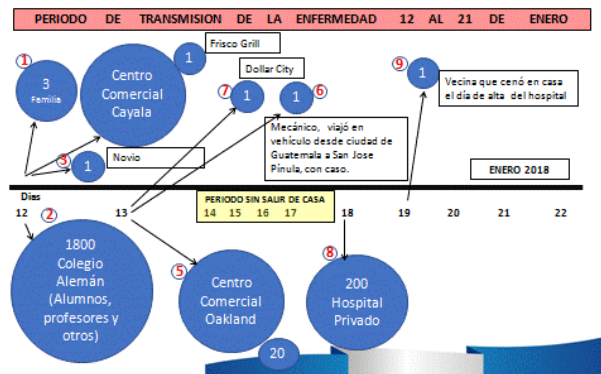 PERIODO DE TRANSMISION DE LA ENFERMEDAD 12 AL 21 DE ENERO
1
3
Familia
Centro
Comercial
Cayala
1
Frisco Grill
Dollar City
7
1
1
6
9
1
Vecina que cenó en casa
el día de alta del hospital
Mecánico, viajó en
vehículo desde ciudad de
Guatemala a San Jose
Pinula, con caso.
3
1
Novio
ENERO 2018
Dias
PERIODO SIN SALIR DE CASA
12 13 14 15 16 17 18 19 20 21 22
2
1800
Colegio
Alemán
(Alumnos,
profesores y
otros)
5
Centro
Comercial
Oakland
20
8
200
Hospital
Privado